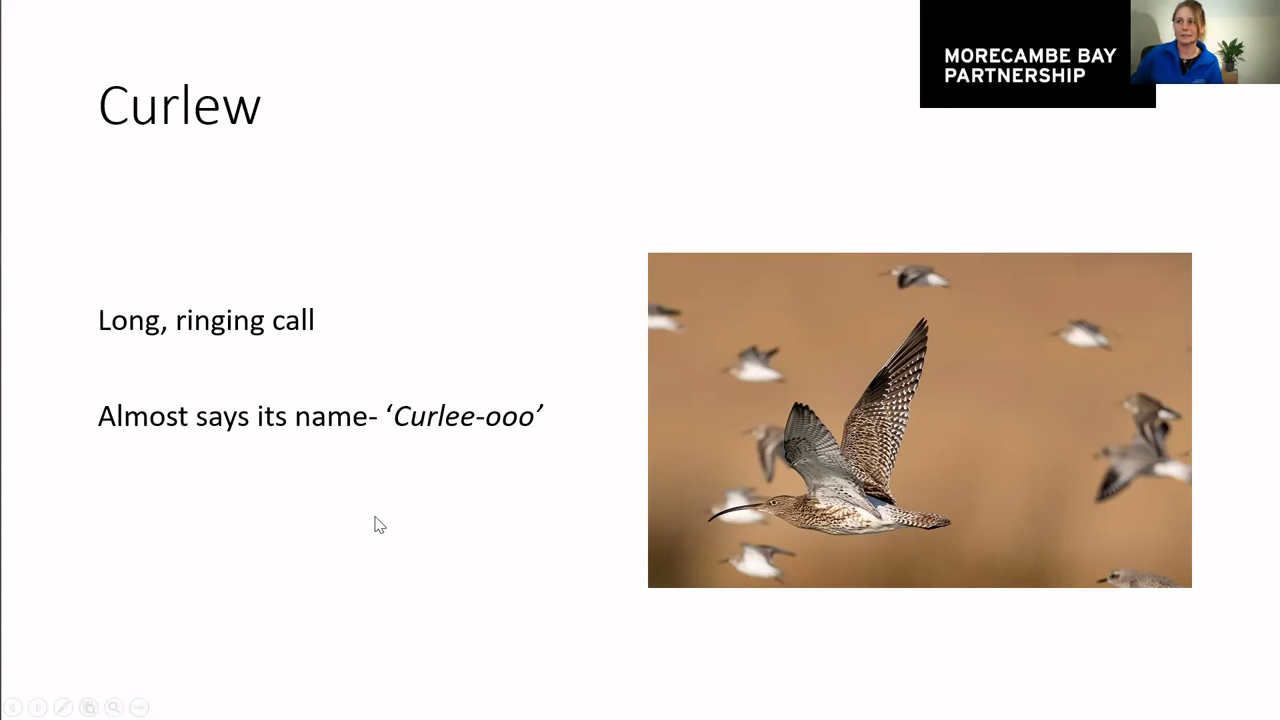 MORECAMBE BAY
PARTNERSHIP
Curlew
Long, ringing call
Almost says its name- ‘Curlee-ooo’